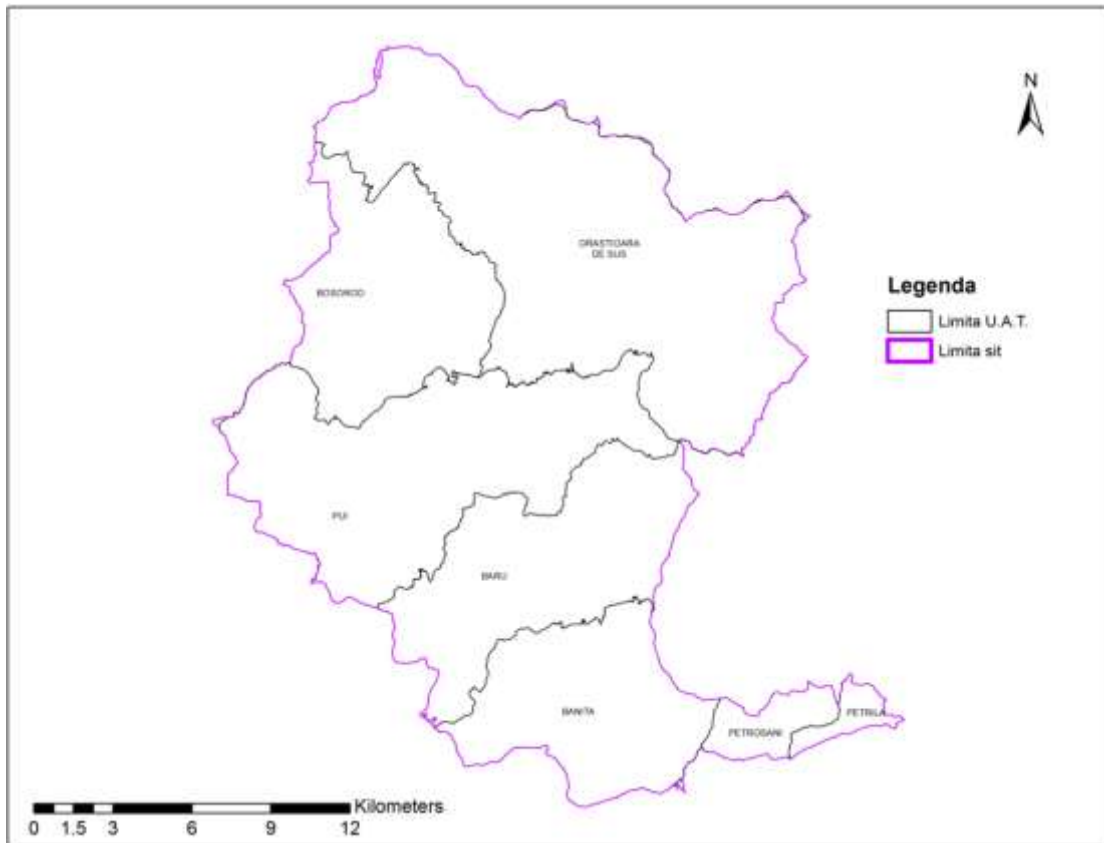 N
ORASTIOARA
DE SUS
BOSOROD
Legenda
Limita U.A.T.
Limita sit
PUI
BARU
BANITA
PETRILA
PETROSANI
Kilometers
0 1.5 3 6 9 12